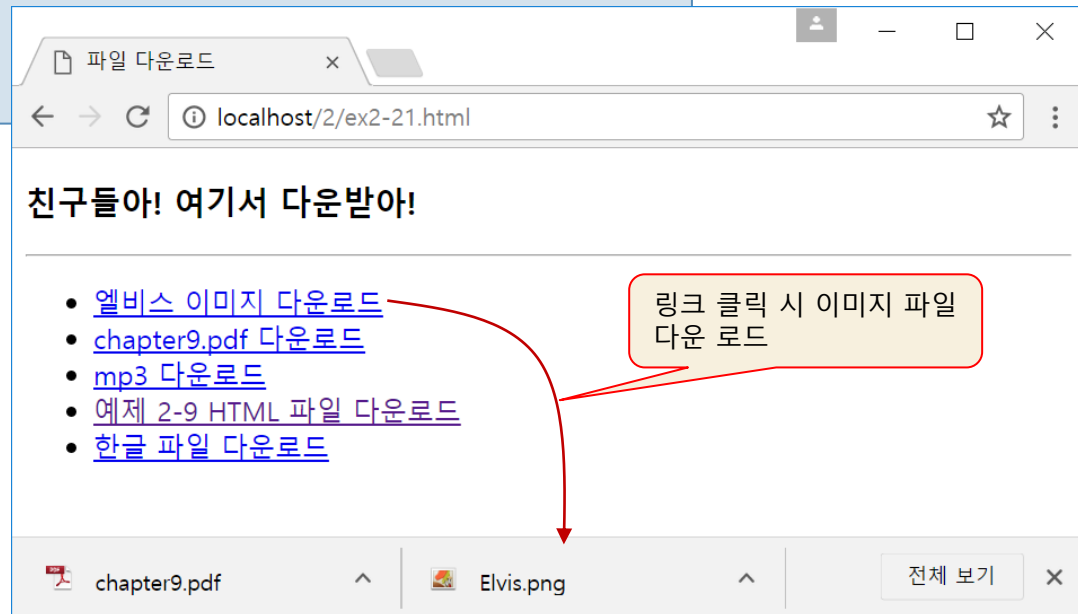 파일 다운로드
localhost/2/ex2-21.html
친구들아! 여기서 다운받아!
엘비스 이미지 다운로드
chapter9.pdf 다운로드
mp3 다운로드
예제 2-9 HTML 파일 다운로드
한글 파일 다운로드
링크 클릭 시 이미지 파일
다운 로드
chapter9.pdf
Elvis.png
전체 보기